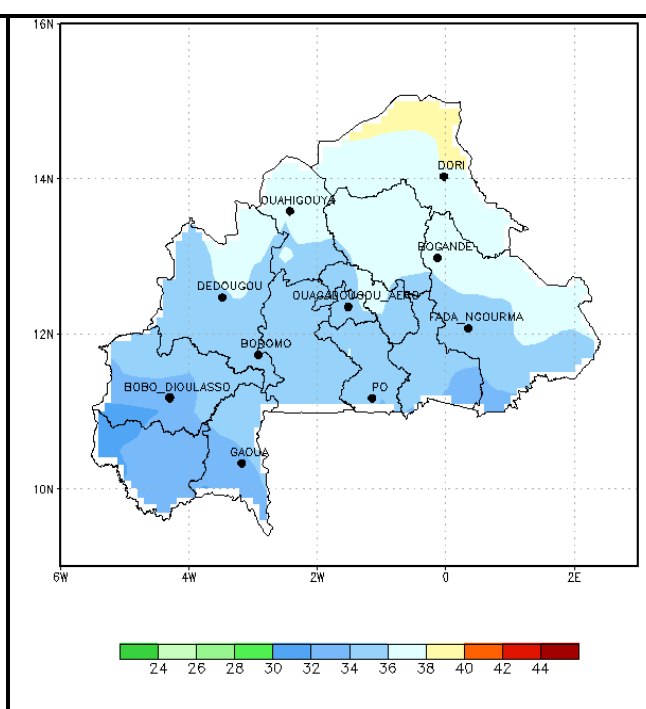 16N
14N
12N
10N
DORI
OUAHIGOUYA
BOGANDE
DEDOUGOU
OUAGADOUGOU_AERO
FADA_NGOURMA
BOROMO
BOBO_DIOULASSO
PO
GAOUA
6W 4W 2W 0 2E
24 26 28 30 32 34 36 38 40 42 44